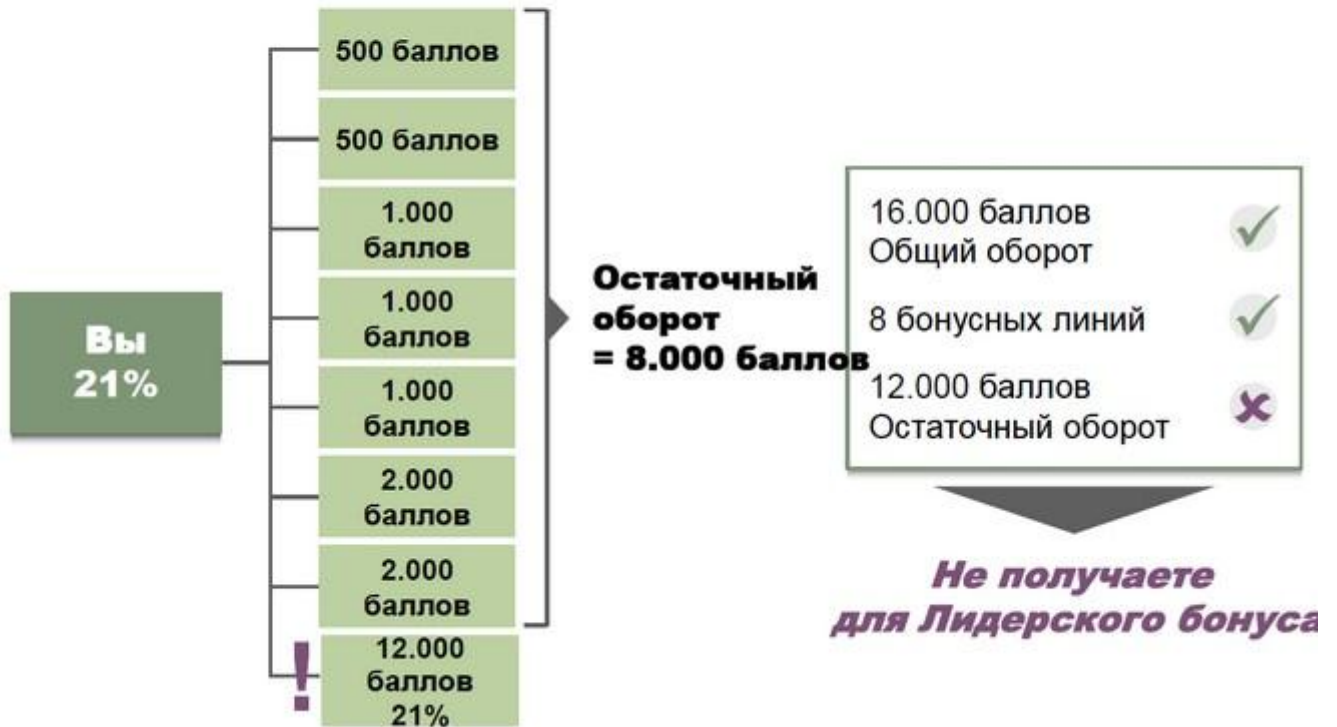 500 баллов
500 баллов
1.000
баллов
1.000
баллов
1.000
баллов
2.000
баллов
2.000
баллов
!
12.000
баллов
21%
Вы
21%
Остаточный
оборот
= 8.000 баллов
16.000 баллов
Общий оборот
8 бонусных линий
12.000 баллов
Остаточный оборот
Не получаете
для Лидерского бонуса